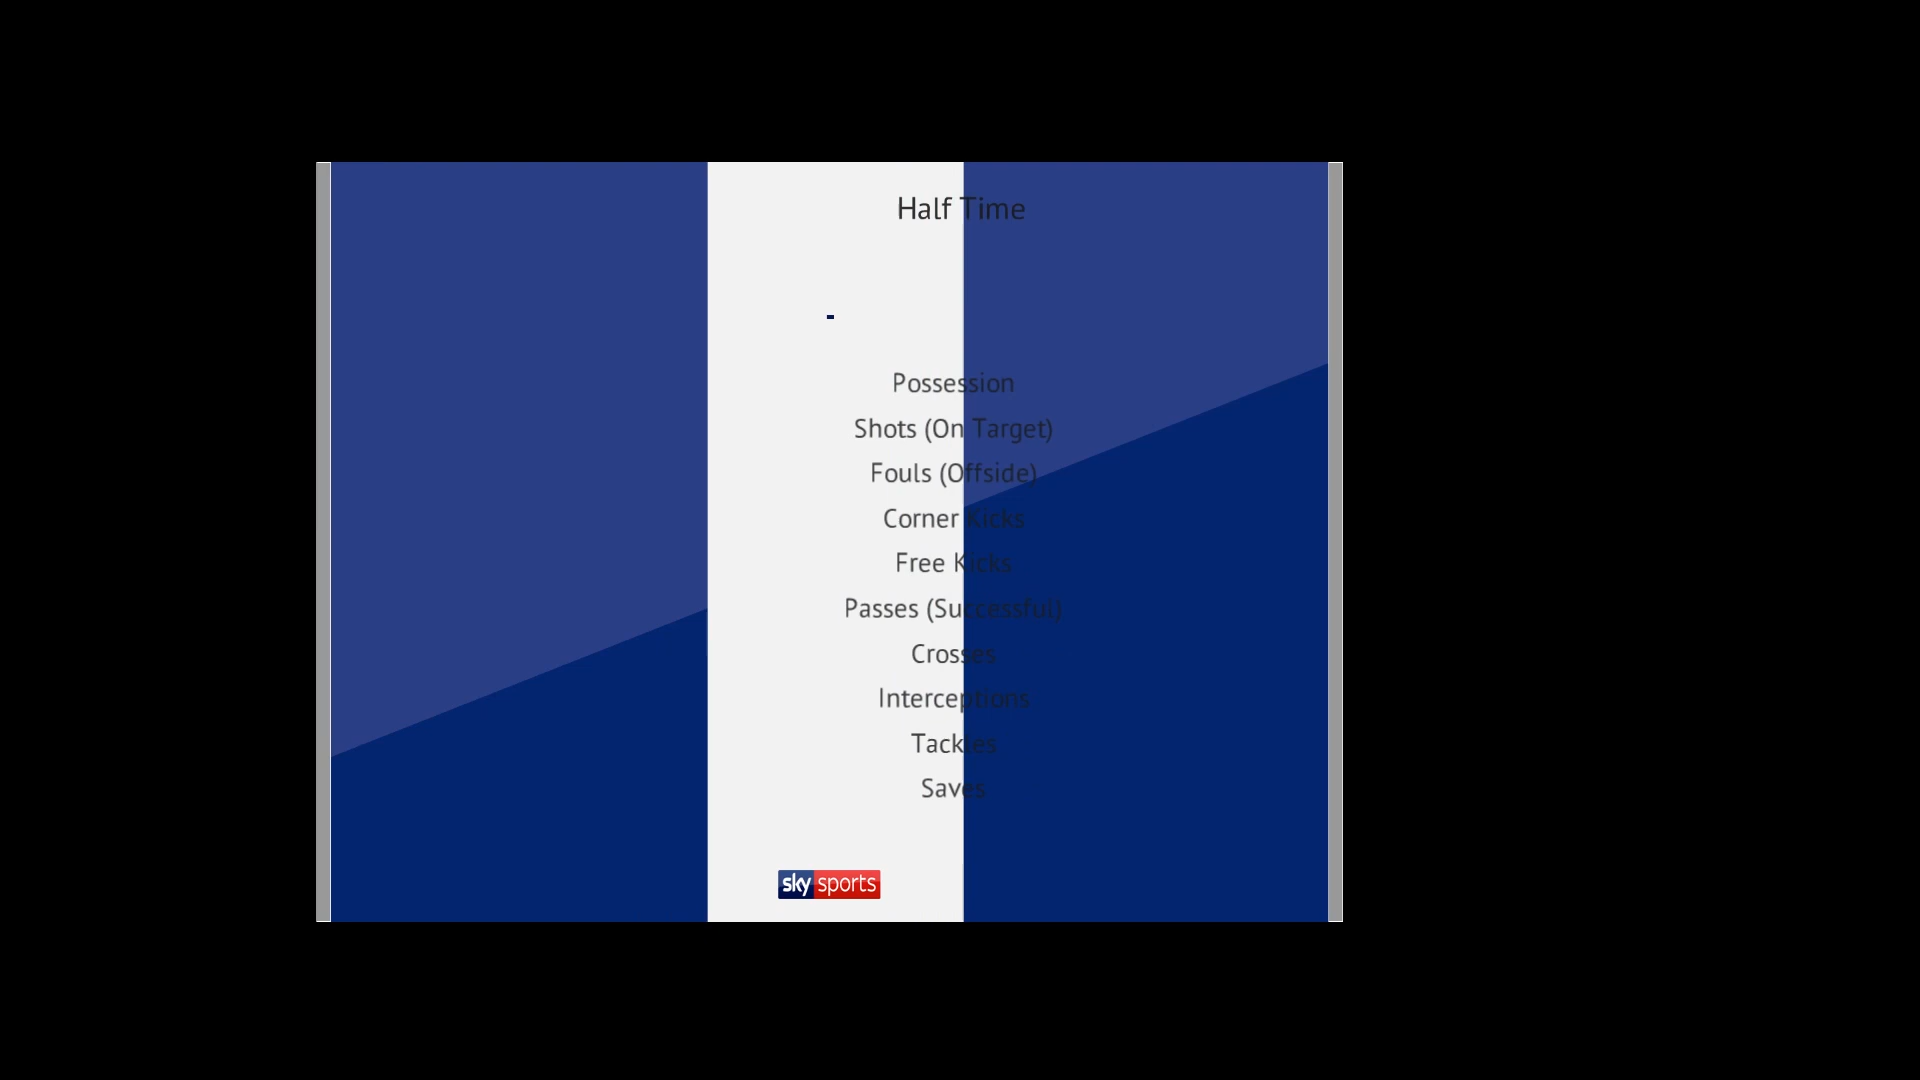 Half Time
-
Possession
Shots (On Target)
Fouls (Offside)
Corner Kicks
Free Kicks
Passes (Successful)
Crosses
Interceptions
Tackles
Saves
sky sports